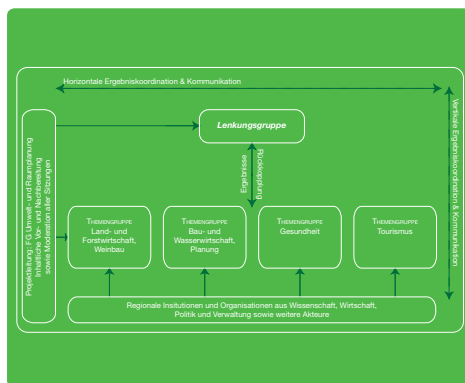 Horizontale Ergebniskoordination & Kommunikation
Vertikale Ergebniskoordination & Kommunikation
Projektleitung: FG Umwelt- und Raumplanung
Inhaltliche Vor- und Nachbereitung
sowie Moderation aller Sitzungen
Lenkungsgruppe
Ergebnisse
Rückkopplung
THEMENGRUPPE
Land- und
Forstwirtschaft,
Weinbau
THEMENGRUPPE
Bau- und
Wasserwirtschaft,
Planung
THEMENGRUPPE
Gesundheit
THEMENGRUPPE
Tourismus
Regionale Insitutionen und Organisationen aus Wissenschaft, Wirtschaft,
Politik und Verwaltung sowie weitere Akteure